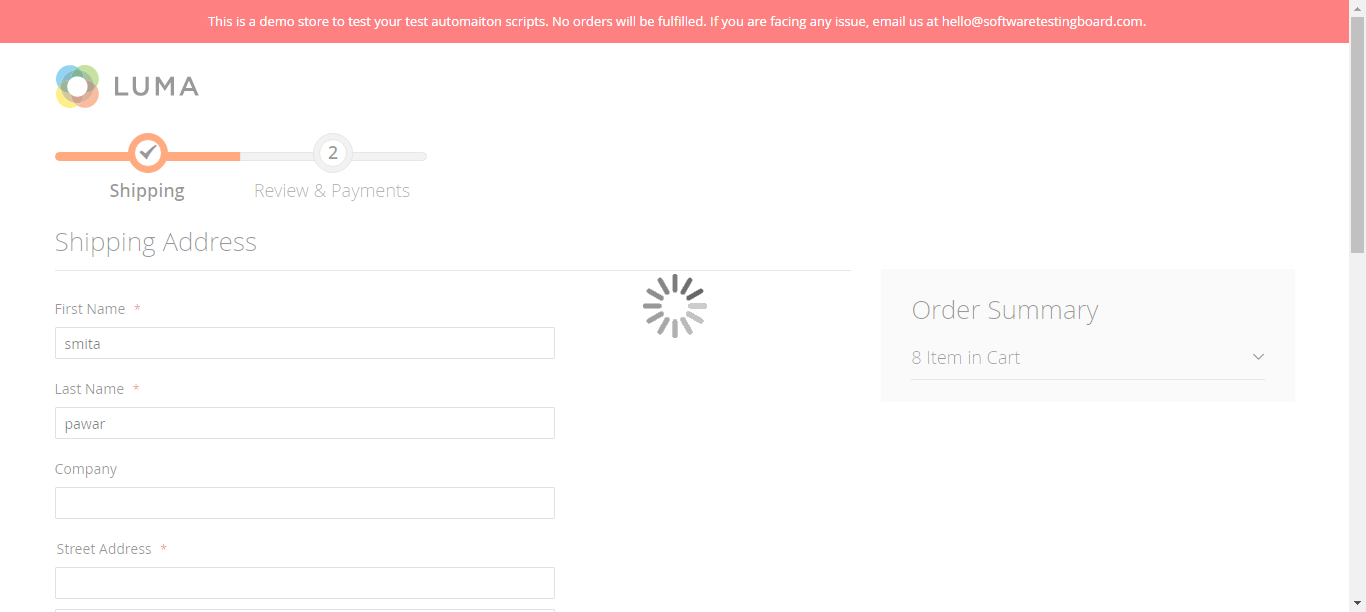 This is a demo store to test your test automaiton scripts. No orders will be fulfilled. If you are facing any issue, email us at hello@softwaretestingboard.com.
LUMA
2
Shipping
Review & Payments
Shipping Address
First Name *
smita
Last Name *
pawar
Company
Street Address *
Order Summary
8 Item in Cart